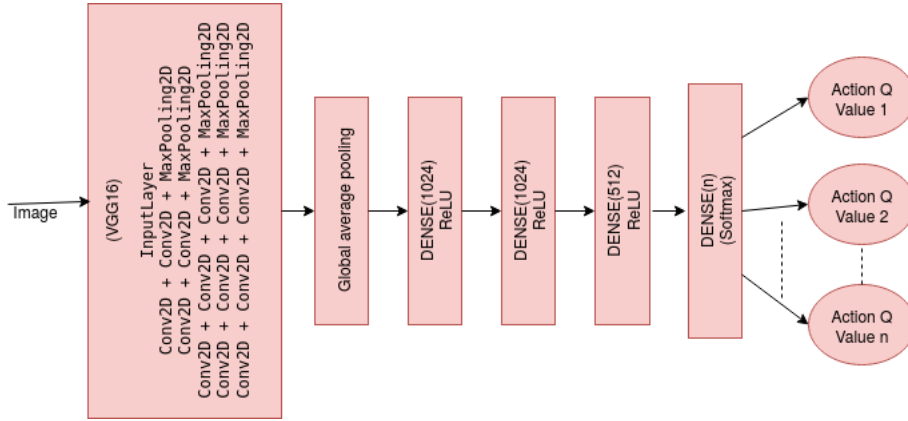 Image
(VGG16)
InputLayer
Conv2D + Conv2D + MaxPooling2D
Conv2D + Conv2D + MaxPooling2D
Conv2D + Conv2D + Conv2D + MaxPooling2D
Conv2D + Conv2D + Conv2D + MaxPooling2D
Conv2D + Conv2D + Conv2D + MaxPooling2D
Global average pooling
DENSE(1024)
ReLU
DENSE(1024)
ReLU
DENSE(512)
ReLU
DENSE(n)
(Softmax)
Action Q
Value 1
Action Q
Value 2
Action Q
Value n